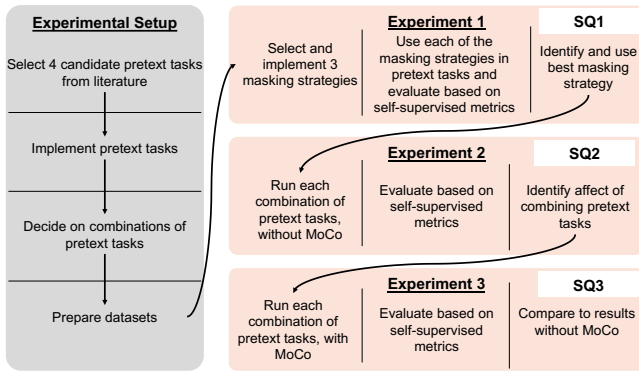 Experimental Setup
Select 4 candidate pretext tasks
from literature
Implement pretext tasks
Decide on combinations of
pretext tasks
Prepare datasets
Experiment 1
SQ1
Select and
implement 3
masking strategies
Use each of the
masking strategies in
pretext tasks and
evaluate based on
self-supervised metrics
Identify and use
best masking
strategy
Experiment 2
SQ2
Run each
combination of
pretext tasks,
without MoCo
Evaluate based on
self-supervised
metrics
Identify affect of
combining pretext
tasks
Experiment 3
SQ3
Run each
combination of
pretext tasks, with
MoCo
Evaluate based on
self-supervised
metrics
Compare to results
without MoCo